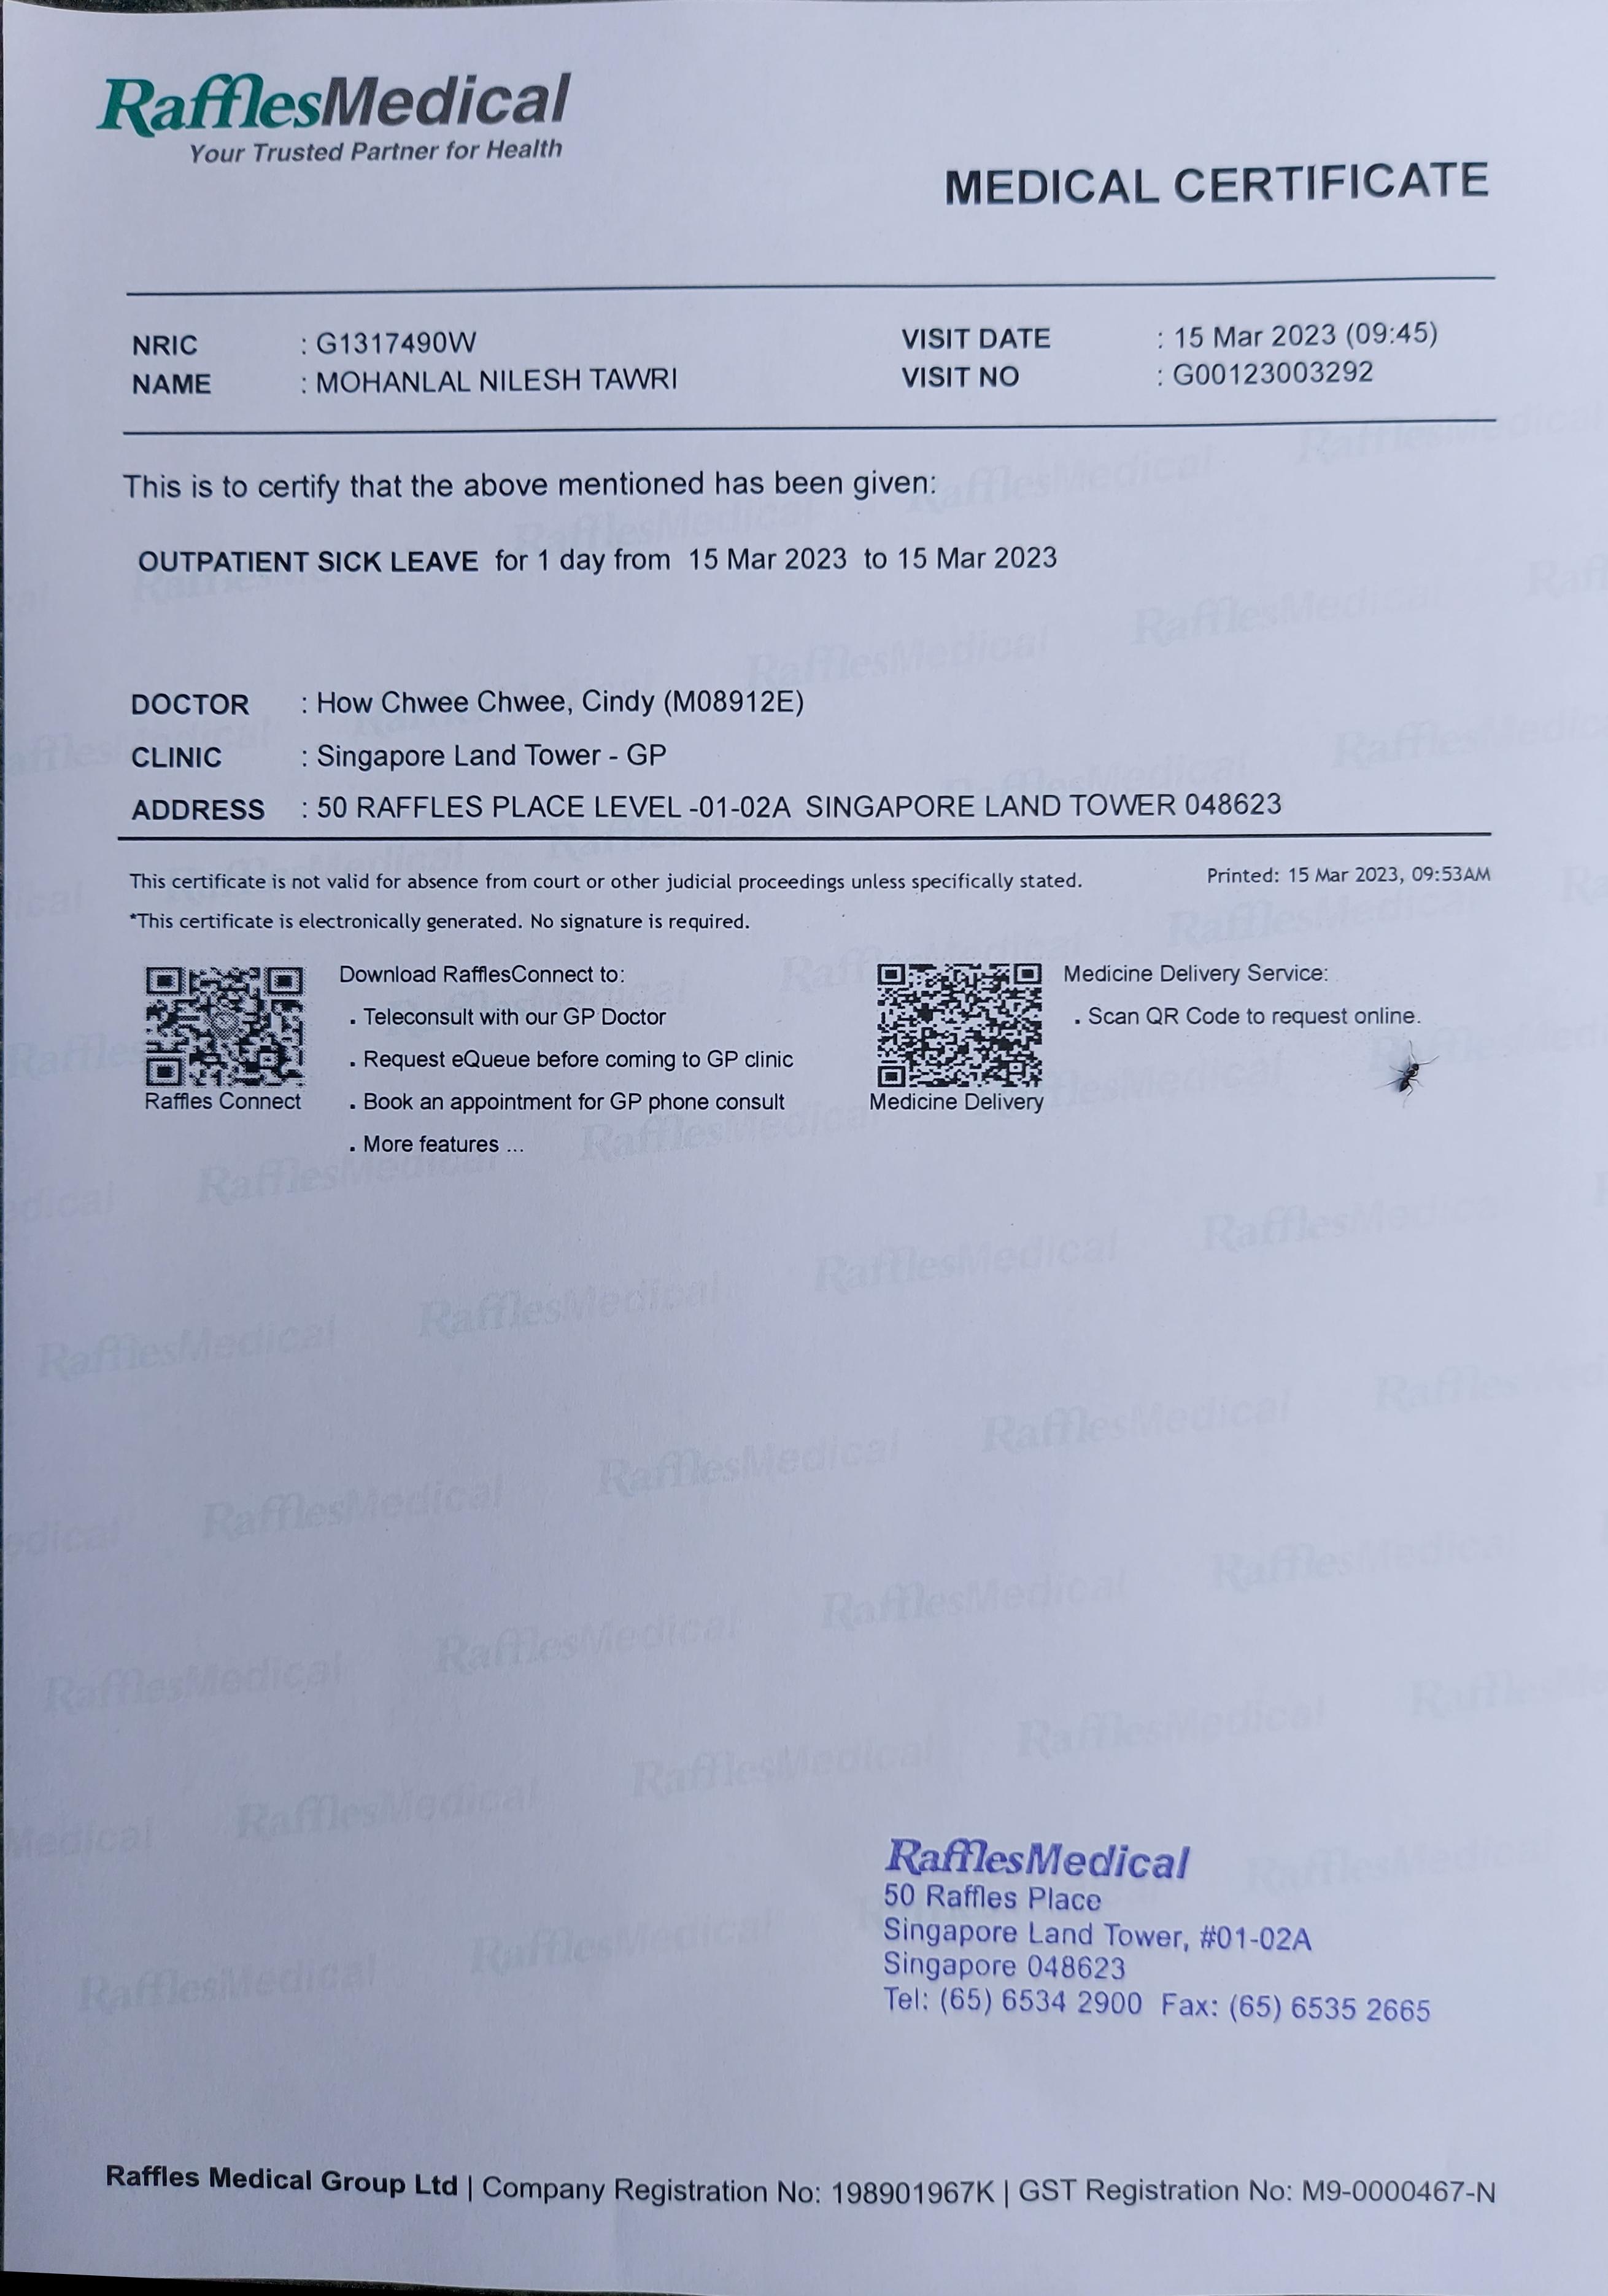 RafflesMedical
Your Trusted Partner for Health
MEDICAL CERTIFICATE
NRIC : G1317490W
NAME : MOHANLAL NILESH TAWRI
VISIT DATE : 15 Mar 2023 (09:45)
VISIT NO : G00123003292
This is to certify that the above mentioned has been given:
OUTPATIENT SICK LEAVE for 1 day from 15 Mar 2023 to 15 Mar 2023
DOCTOR : How Chwee Chwee, Cindy (M08912E)
CLINIC : Singapore Land Tower - GP
ADDRESS : 50 RAFFLES PLACE LEVEL -01-02A SINGAPORE LAND TOWER 048623
This certificate is not valid for absence from court or other judicial proceedings unless specifically stated.
Printed: 15 Mar 2023, 09:53AM
*This certificate is electronically generated. No signature is required.
Raffles Connect
Download RafflesConnect to:
. Teleconsult with our GP Doctor
. Request eQueue before coming to GP clinic
. Book an appointment for GP phone consult
. More features ...
Medicine Delivery
Medicine Delivery Service:
. Scan QR Code to request online.
RafflesMedical
50 Raffles Place
Singapore Land Tower, #01-02A
Singapore 048623
Tel: (65) 6534 2900 Fax: (65) 6535 2665
Raffles Medical Group Ltd | Company Registration No: 198901967K | GST Registration No: M9-0000467-N